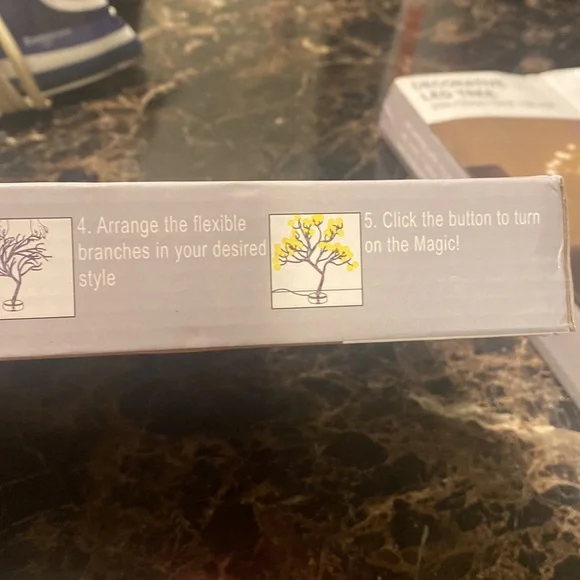 DECORATIVE
LED TREE
4. Arrange the flexible
branches in your desired
style
5. Click the button to turn
on the Magic!